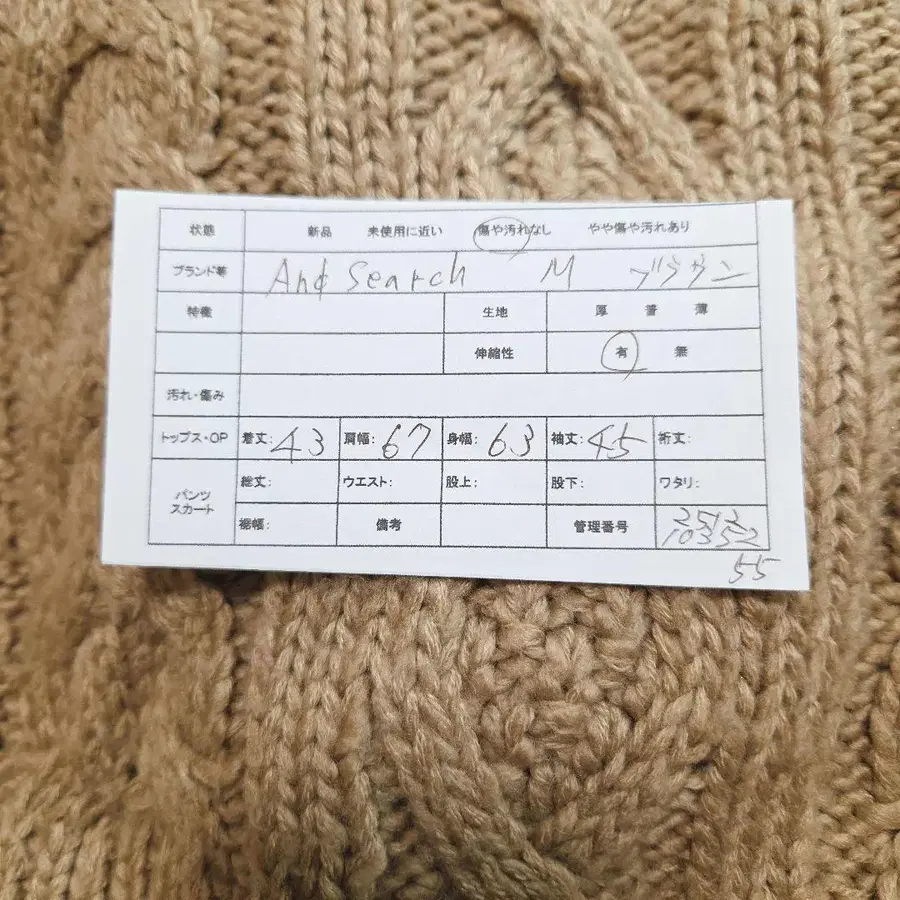 状態 新品 未使用に近い 傷や汚れなし やや傷や汚れあり
ブランド等 And Search M ブラウン
特徴 生地 厚 普 薄
伸縮性 有 無
汚れ・傷み
トップス・OP 着丈: 43 肩幅: 67 身幅: 63 袖丈: 45 裄丈:
パンツ スカート 総丈: ウエスト: 股上: 股下: ワタリ:
裾幅: 備考 管理番号 2512
10352
55